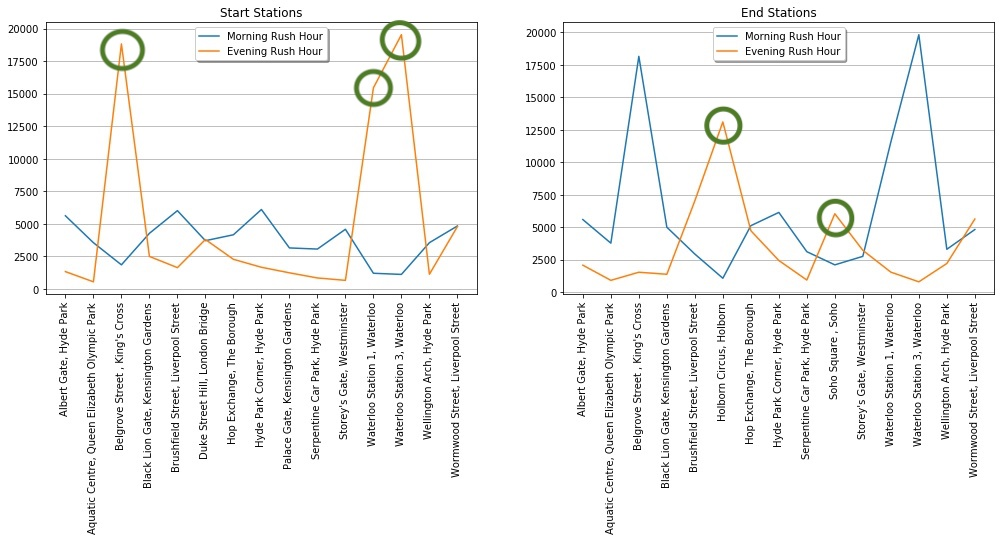 Start Stations
20000
17500
15000
12500
10000
7500
5000
2500
0
Morning Rush Hour
Evening Rush Hour
Albert Gate, Hyde Park
Aquatic Centre, Queen Elizabeth Olympic Park
Belgrove Street , King's Cross
Black Lion Gate, Kensington Gardens
Brushfield Street, Liverpool Street
Duke Street Hill, London Bridge
Hop Exchange, The Borough
Hyde Park Corner, Hyde Park
Palace Gate, Kensington Gardens
Serpentine Car Park, Hyde Park
Storey's Gate, Westminster
Waterloo Station 1, Waterloo
Waterloo Station 3, Waterloo
Wellington Arch, Hyde Park
Wormwood Street, Liverpool Street
End Stations
20000
17500
15000
12500
10000
7500
5000
2500
0
Morning Rush Hour
Evening Rush Hour
Albert Gate, Hyde Park
Aquatic Centre, Queen Elizabeth Olympic Park
Belgrove Street , King's Cross
Black Lion Gate, Kensington Gardens
Brushfield Street, Liverpool Street
Holborn Circus, Holborn
Hop Exchange, The Borough
Hyde Park Corner, Hyde Park
Serpentine Car Park, Hyde Park
Soho Square , Soho
Storey's Gate, Westminster
Waterloo Station 1, Waterloo
Waterloo Station 3, Waterloo
Wellington Arch, Hyde Park
Wormwood Street, Liverpool Street